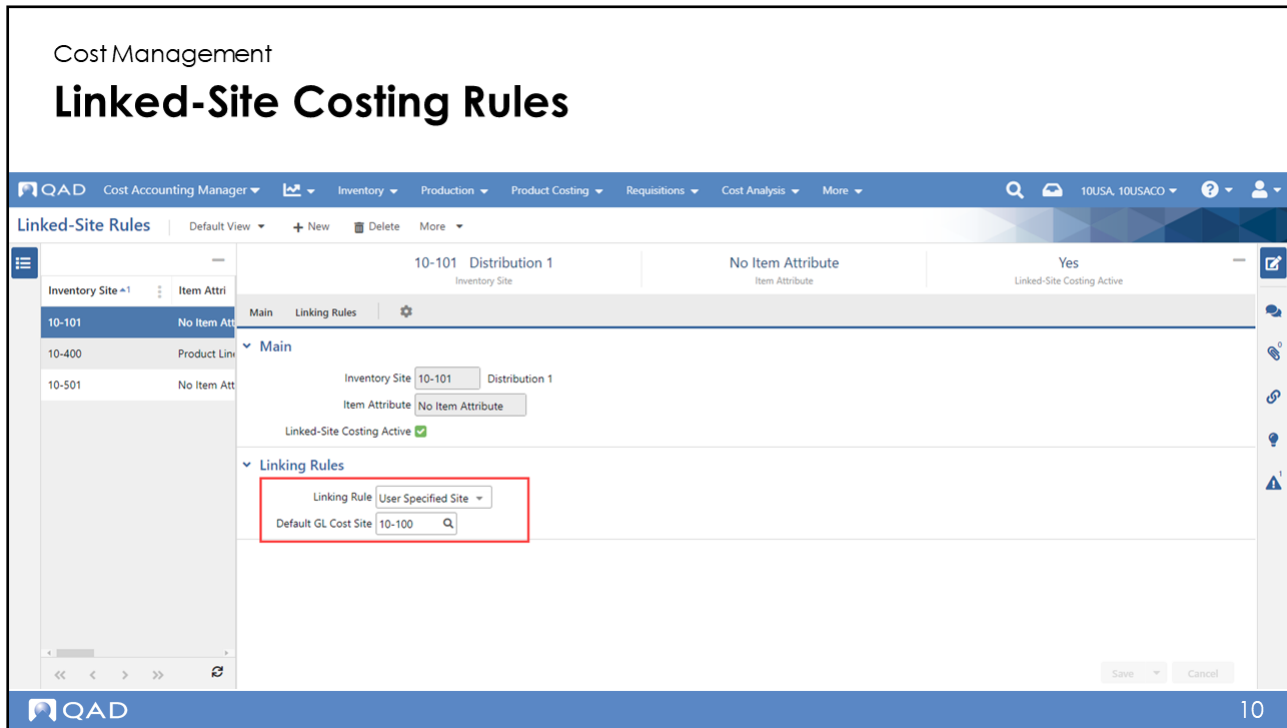 Cost Management
Linked-Site Costing Rules
QAD Cost Accounting Manager Inventory Production Product Costing Requisitions Cost Analysis More 10USA, 10USACO
Linked-Site Rules Default View New Delete More
10-101 Distribution 1 No Item Attribute Yes
Inventory Site Item Attribute Linked-Site Costing Active
Inventory Site 1 Item Attri
10-101 No Item Att
10-400 Product Line
10-501 No Item Att
Main Linking Rules
Main
Inventory Site 10-101 Distribution 1
Item Attribute No Item Attribute
Linked-Site Costing Active
Linking Rules
Linking Rule User Specified Site
Default GL Cost Site 10-100
0
1
Save Cancel
QAD 10